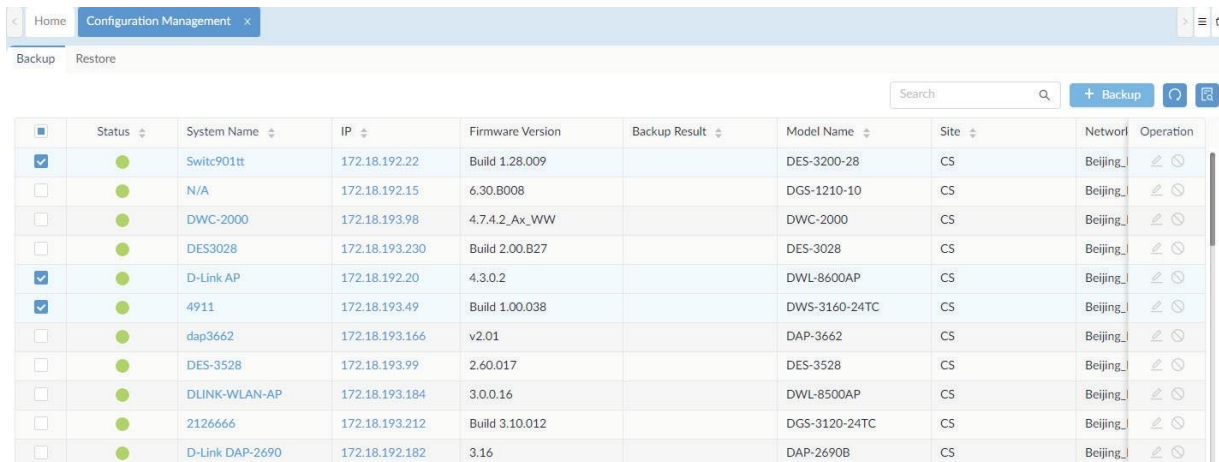 Home Configuration Management x
Backup Restore
Search + Backup
Status System Name IP Firmware Version Backup Result Model Name Site Network Operation
Switc901tt 172.18.192.22 Build 1.28.009 DES-3200-28 CS Beijing_
N/A 172.18.192.15 6.30.B008 DGS-1210-10 CS Beijing_
DWC-2000 172.18.193.98 4.7.4.2_Ax_WW DWC-2000 CS Beijing_
DES3028 172.18.193.230 Build 2.00.B27 DES-3028 CS Beijing_
D-Link AP 172.18.192.20 4.3.0.2 DWL-8600AP CS Beijing_
4911 172.18.193.49 Build 1.00.038 DWS-3160-24TC CS Beijing_
dap3662 172.18.193.166 v2.01 DAP-3662 CS Beijing_
DES-3528 172.18.193.99 2.60.017 DES-3528 CS Beijing_
DLINK-WLAN-AP 172.18.193.184 3.0.0.16 DWL-8500AP CS Beijing_
2126666 172.18.193.212 Build 3.10.012 DGS-3120-24TC CS Beijing_
D-Link DAP-2690 172.18.192.182 3.16 DAP-2690B CS Beijing_